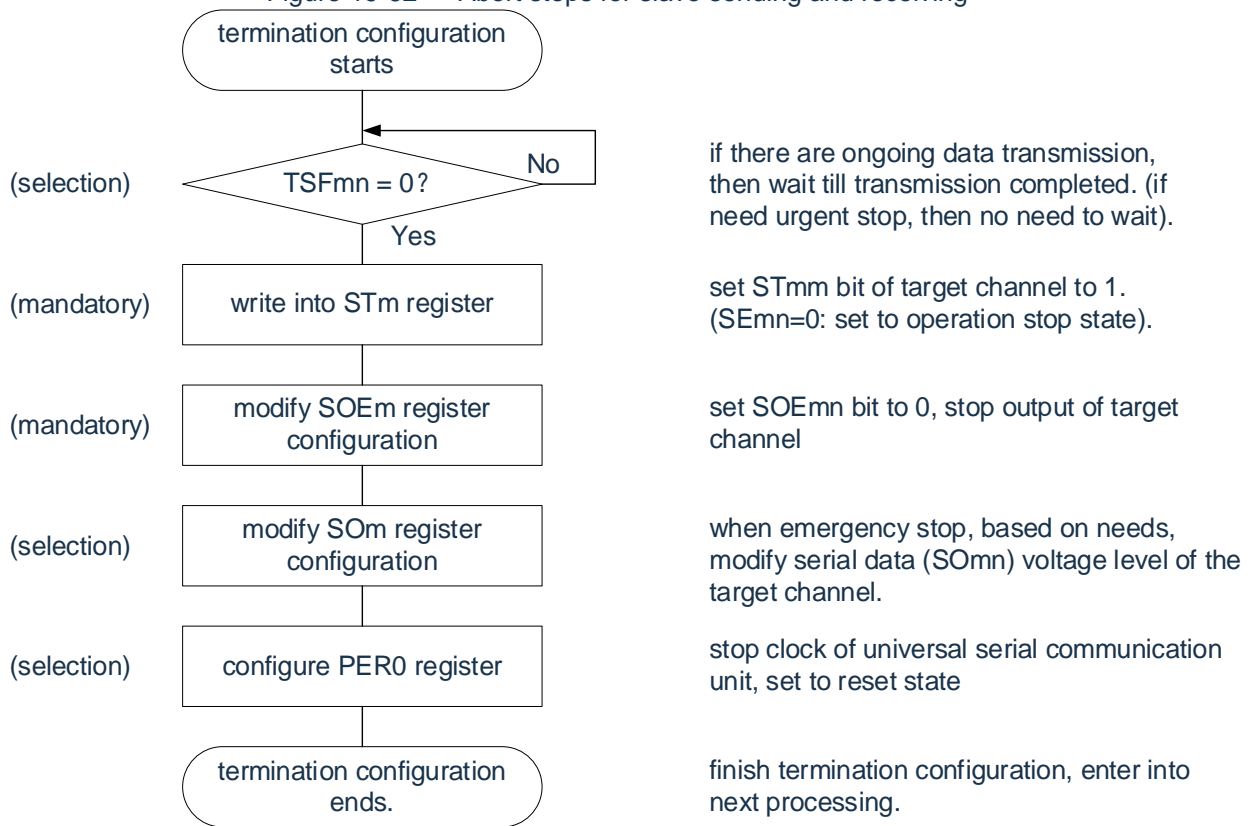 termination configuration
starts
No
(selection)
TSFmn = 0?
if there are ongoing data transmission,
then wait till transmission completed. (if
need urgent stop, then no need to wait).
Yes
(mandatory)
write into STm register
set STmm bit of target channel to 1.
(SEmn=0: set to operation stop state).
(mandatory)
modify SOEm register
configuration
set SOEmn bit to 0, stop output of target
channel
(selection)
modify SOm register
configuration
when emergency stop, based on needs,
modify serial data (SOmn) voltage level of the
target channel.
(selection)
configure PER0 register
stop clock of universal serial communication
unit, set to reset state
termination configuration
ends.
finish termination configuration, enter into
next processing.